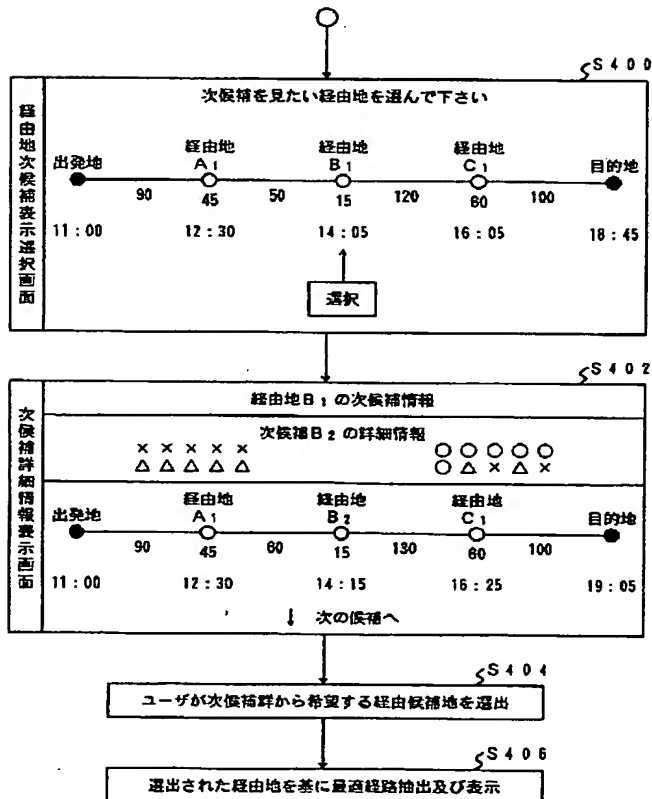 S400
経由地次候補表示選択画面
次候補を見たい経由地を選んで下さい
出発地 経由地 経由地 経由地 目的地
A1 B1 C1
90 45 50 15 120 60 100
11:00 12:30 14:05 16:05 18:45
選択
S402
次候補詳細情報表示画面
経由地B1の次候補情報
次候補B2の詳細情報
××××× ○○○○○
△△△△△ ○△×△×
出発地 経由地 経由地 経由地 目的地
A1 B2 C1
90 45 60 15 130 60 100
11:00 12:30 14:15 16:25 19:05
↓ 次の候補へ
S404
ユーザが次候補群から希望する経由候補地を選出
S406
選出された経由地を基に最適経路抽出及び表示